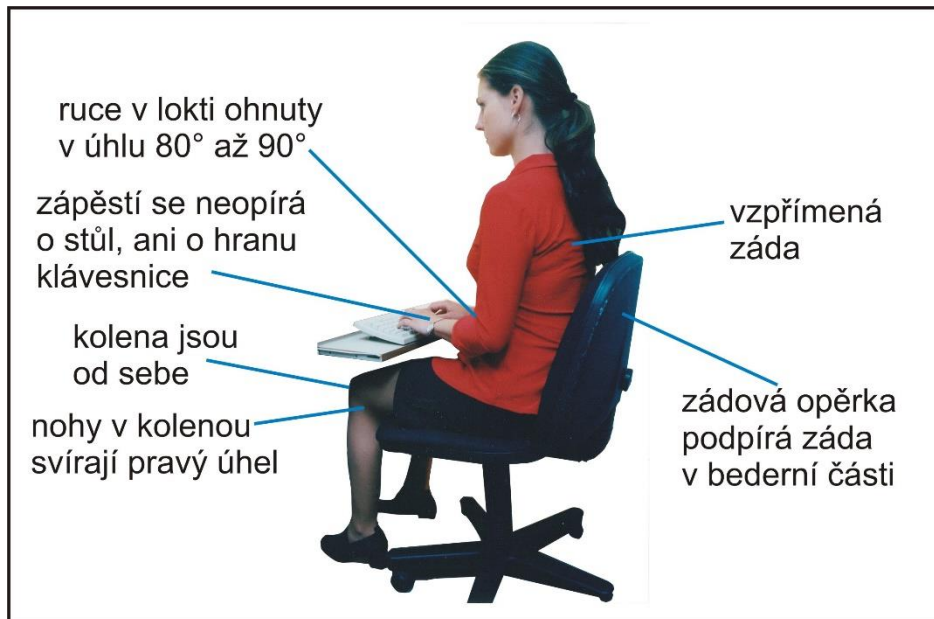 ruce v lokti ohnuty
v úhlu 80° až 90°
zápěstí se neopírá
o stůl, ani o hranu
klávesnice
kolena jsou
od sebe
nohy v kolenou
svírají pravý úhel
vzpřímená
záda
zádová opěrka
podpírá záda
v bederní části